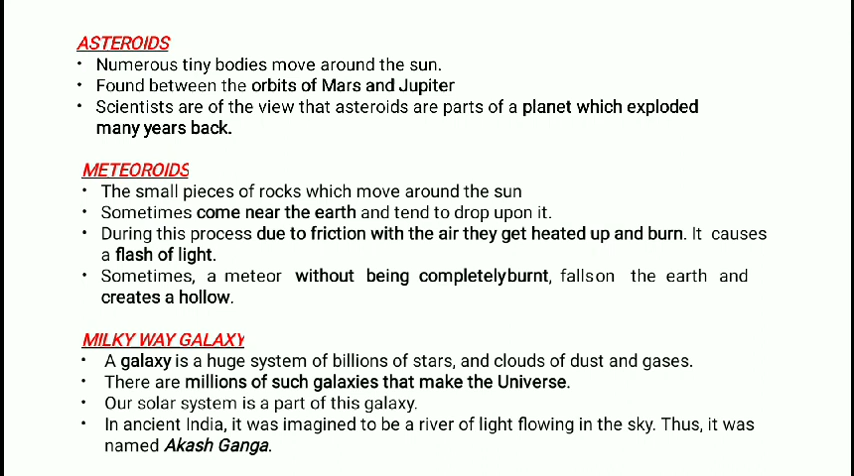 ASTEROIDS
• Numerous tiny bodies move around the sun.
• Found between the orbits of Mars and Jupiter
• Scientists are of the view that asteroids are parts of a planet which exploded
many years back.
METEOROIDS
• The small pieces of rocks which move around the sun
• Sometimes come near the earth and tend to drop upon it.
• During this process due to friction with the air they get heated up and burn. It causes
a flash of light.
• Sometimes, a meteor without being completelyburnt, fallson the earth and
creates a hollow.
MILKY WAY GALAXY
• A galaxy is a huge system of billions of stars, and clouds of dust and gases.
• There are millions of such galaxies that make the Universe.
• Our solar system is a part of this galaxy.
• In ancient India, it was imagined to be a river of light flowing in the sky. Thus, it was
named Akash Ganga.